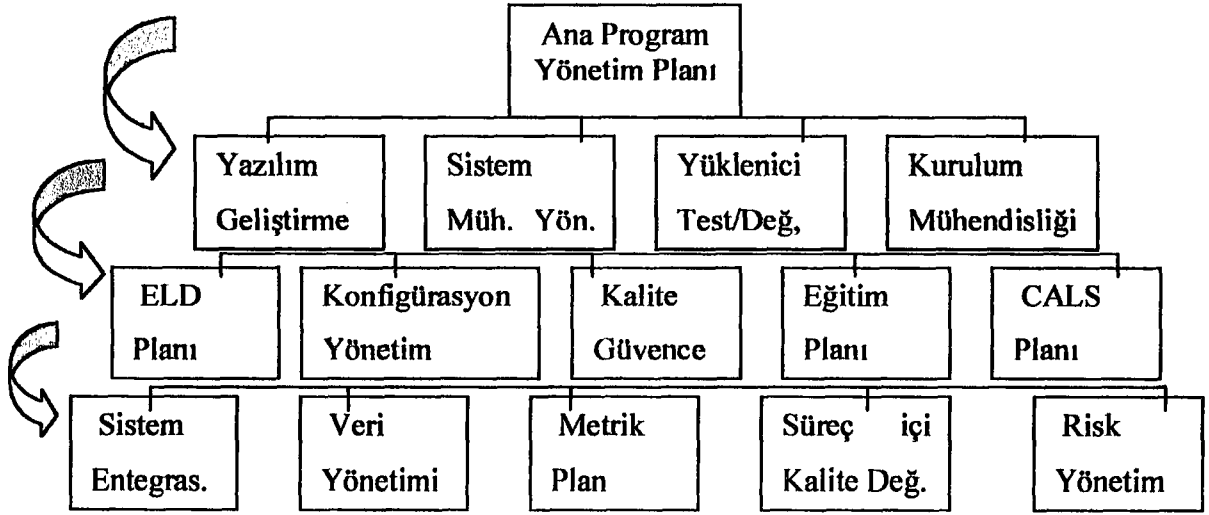 Ana Program
Yönetim Planı
Yazılım
Geliştirme
Sistem
Müh. Yön.
Yüklenici
Test/Değ,
Kurulum
Mühendisliği
ELD
Planı
Konfigürasyon
Yönetim
Kalite
Güvence
Eğitim
Planı
CALS
Planı
Sistem
Entegras.
Veri
Yönetimi
Metrik
Plan
Süreç içi
Kalite Değ.
Risk
Yönetim